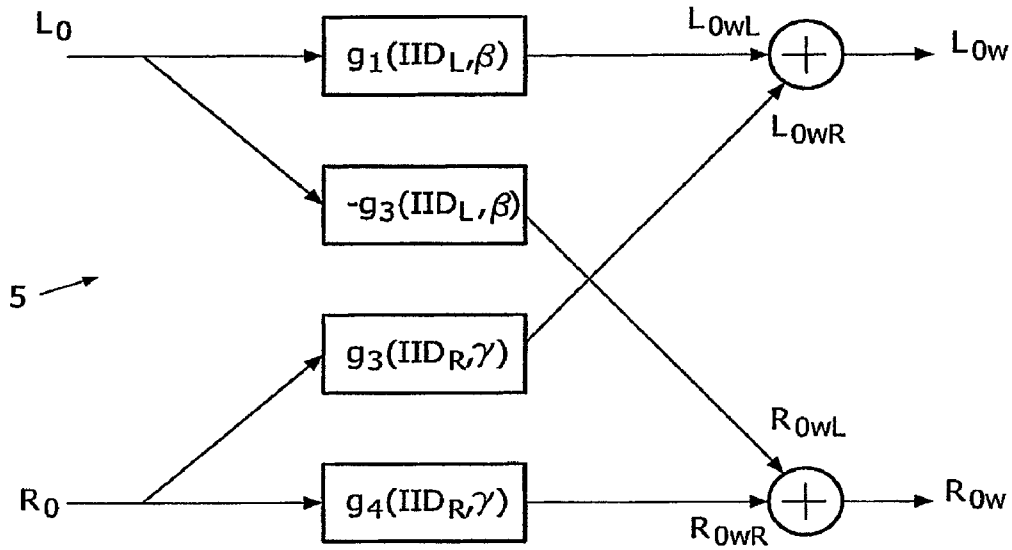 L0
g1(IIDL,β)
L0wL
L0w
L0wR
-g3(IIDL,β)
5
g3(IIDR,γ)
R0wL
R0
g4(IIDR,γ)
R0wR
R0w